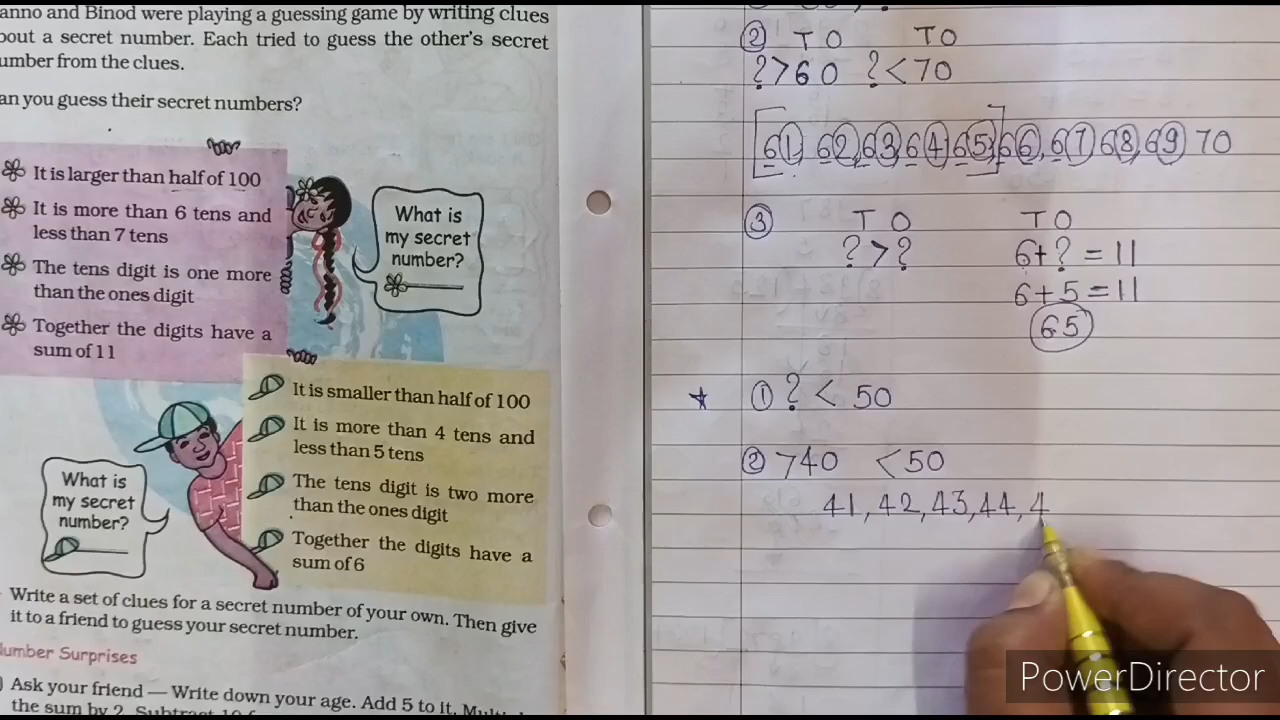 anno and Binod were playing a guessing game by writing clues
bout a secret number. Each tried to guess the other's secret
umber from the clues.
an you guess their secret numbers?
It is larger than half of 100
It is more than 6 tens and
less than 7 tens
The tens digit is one more
than the ones digit
Together the digits have a
sum of 11
What is
my secret
number?
It is smaller than half of 100
It is more than 4 tens and
less than 5 tens
The tens digit is two more
than the ones digit
Together the digits have a
sum of 6
What is
my secret
number?
Write a set of clues for a secret number of your own. Then give
it to a friend to guess your secret number.
umber Surprises
) Ask your friend — Write down your age. Add 5 to it.
the sum by 2.
② T O T O
? > 60 ? < 70
[61 62, 63, 64, 65,] 66, 67, 68, 69 70
③ T O T O
? > ? 6 + ? = 11
6 + 5 = 11
65
① ? < 50
② > 40 < 50
41, 42, 43, 44, 4
PowerDirector